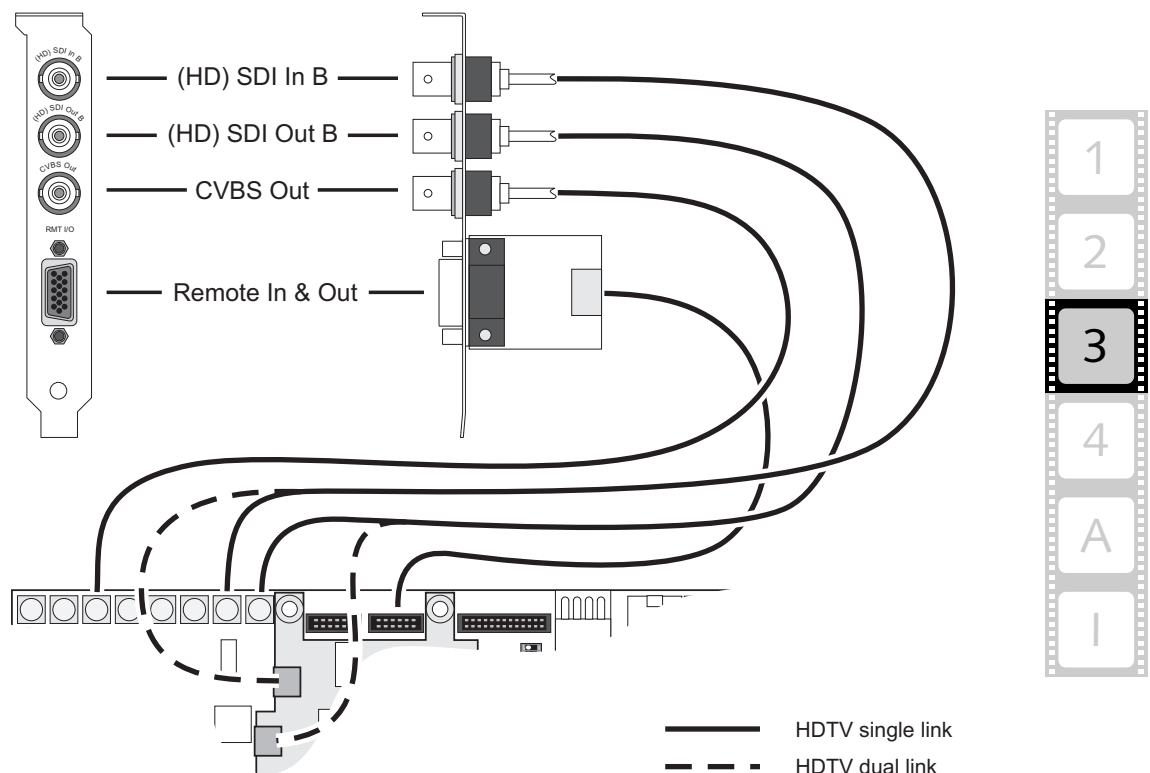 (HD) SDI In B
(HD) SDI Out B
CVBS Out
RMT I/O
(HD) SDI In B
(HD) SDI Out B
CVBS Out
Remote In & Out
1
2
3
4
A
I
HDTV single link
HDTV dual link